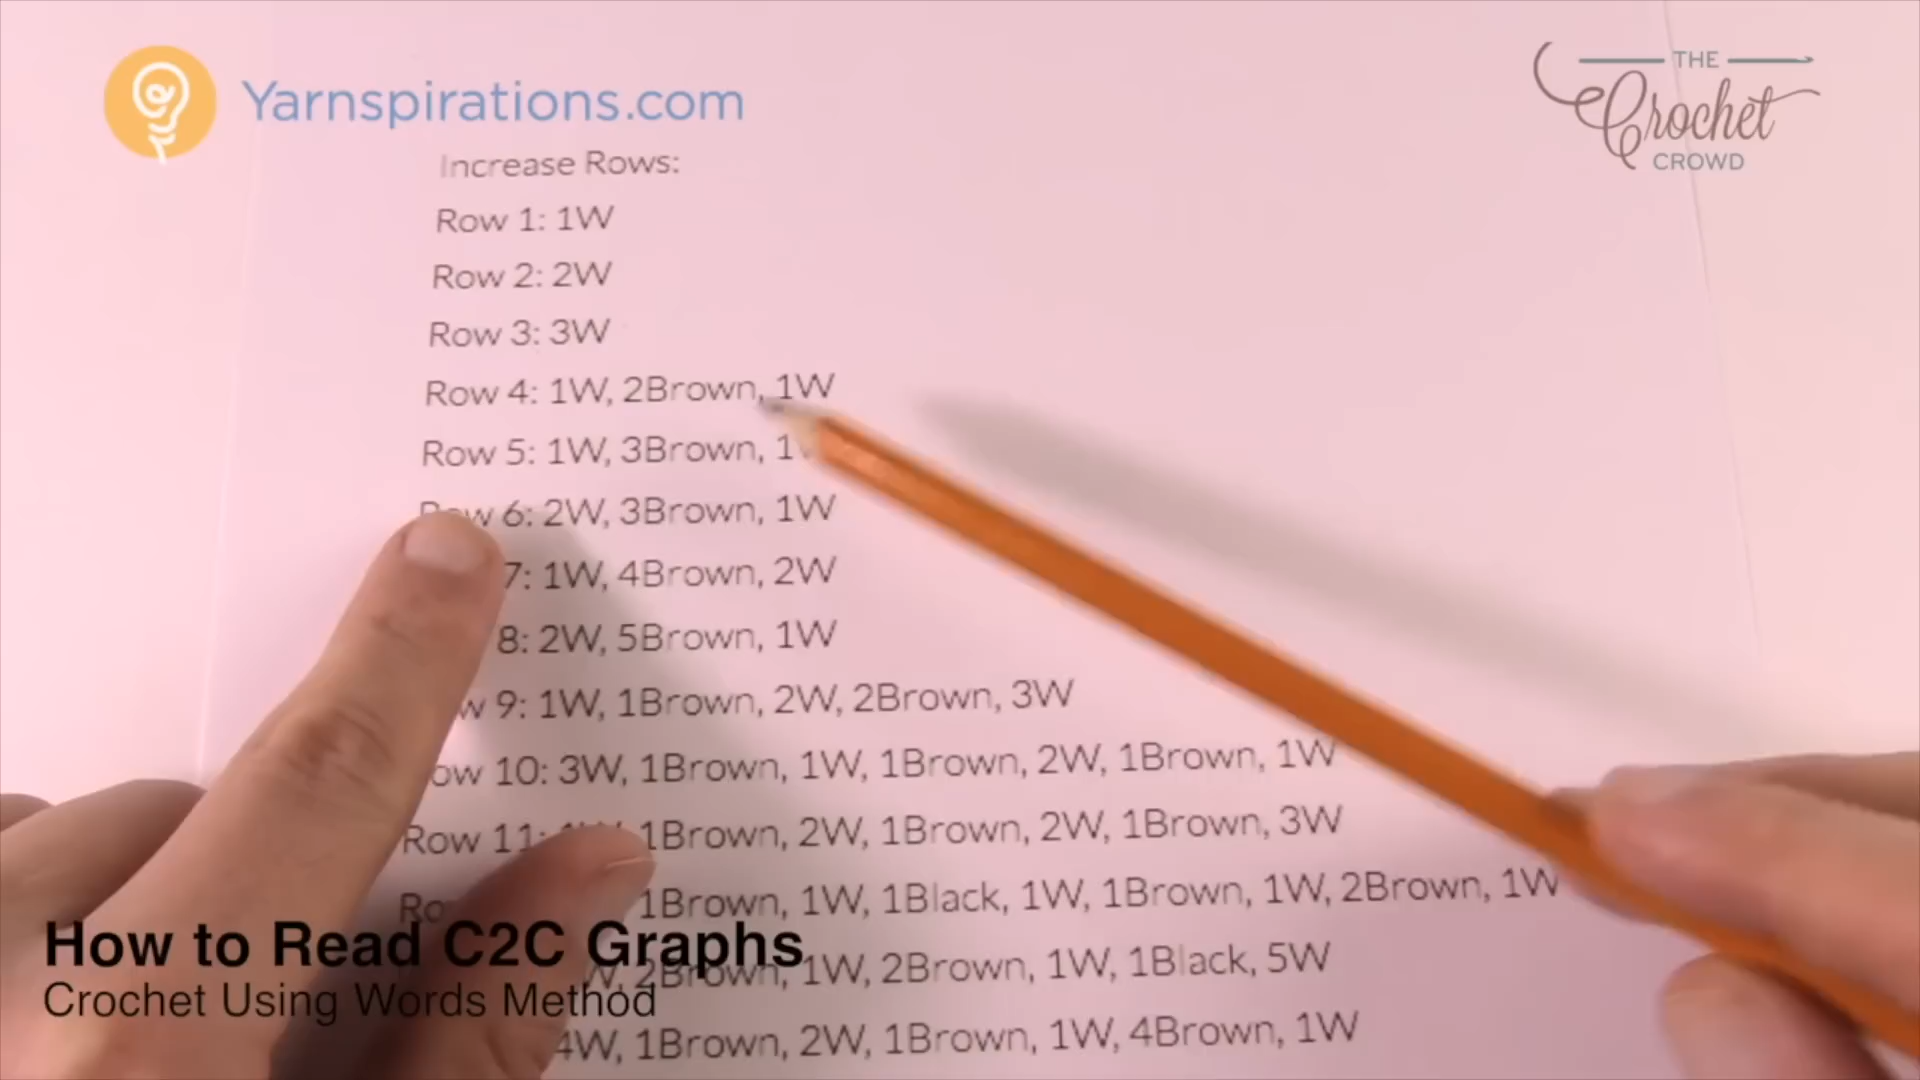 Yarnspirations.com
THE
Crochet
CROWD
Increase Rows:
Row 1: 1W
Row 2: 2W
Row 3: 3W
Row 4: 1W, 2Brown, 1W
Row 5: 1W, 3Brown, 1
Row 6: 2W, 3Brown, 1W
7: 1W, 4Brown, 2W
8: 2W, 5Brown, 1W
9: 1W, 1Brown, 2W, 2Brown, 3W
ow 10: 3W, 1Brown, 1W, 1Brown, 2W, 1Brown, 1W
Row 11: 1Brown, 2W, 1Brown, 2W, 1Brown, 3W
1Brown, 1W, 1Black, 1W, 1Brown, 1W, 2Brown, 1W
2Brown, 1W, 2Brown, 1W, 1Black, 5W
4W, 1Brown, 2W, 1Brown, 1W, 4Brown, 1W
How to Read C2C Graphs
Crochet Using Words Method